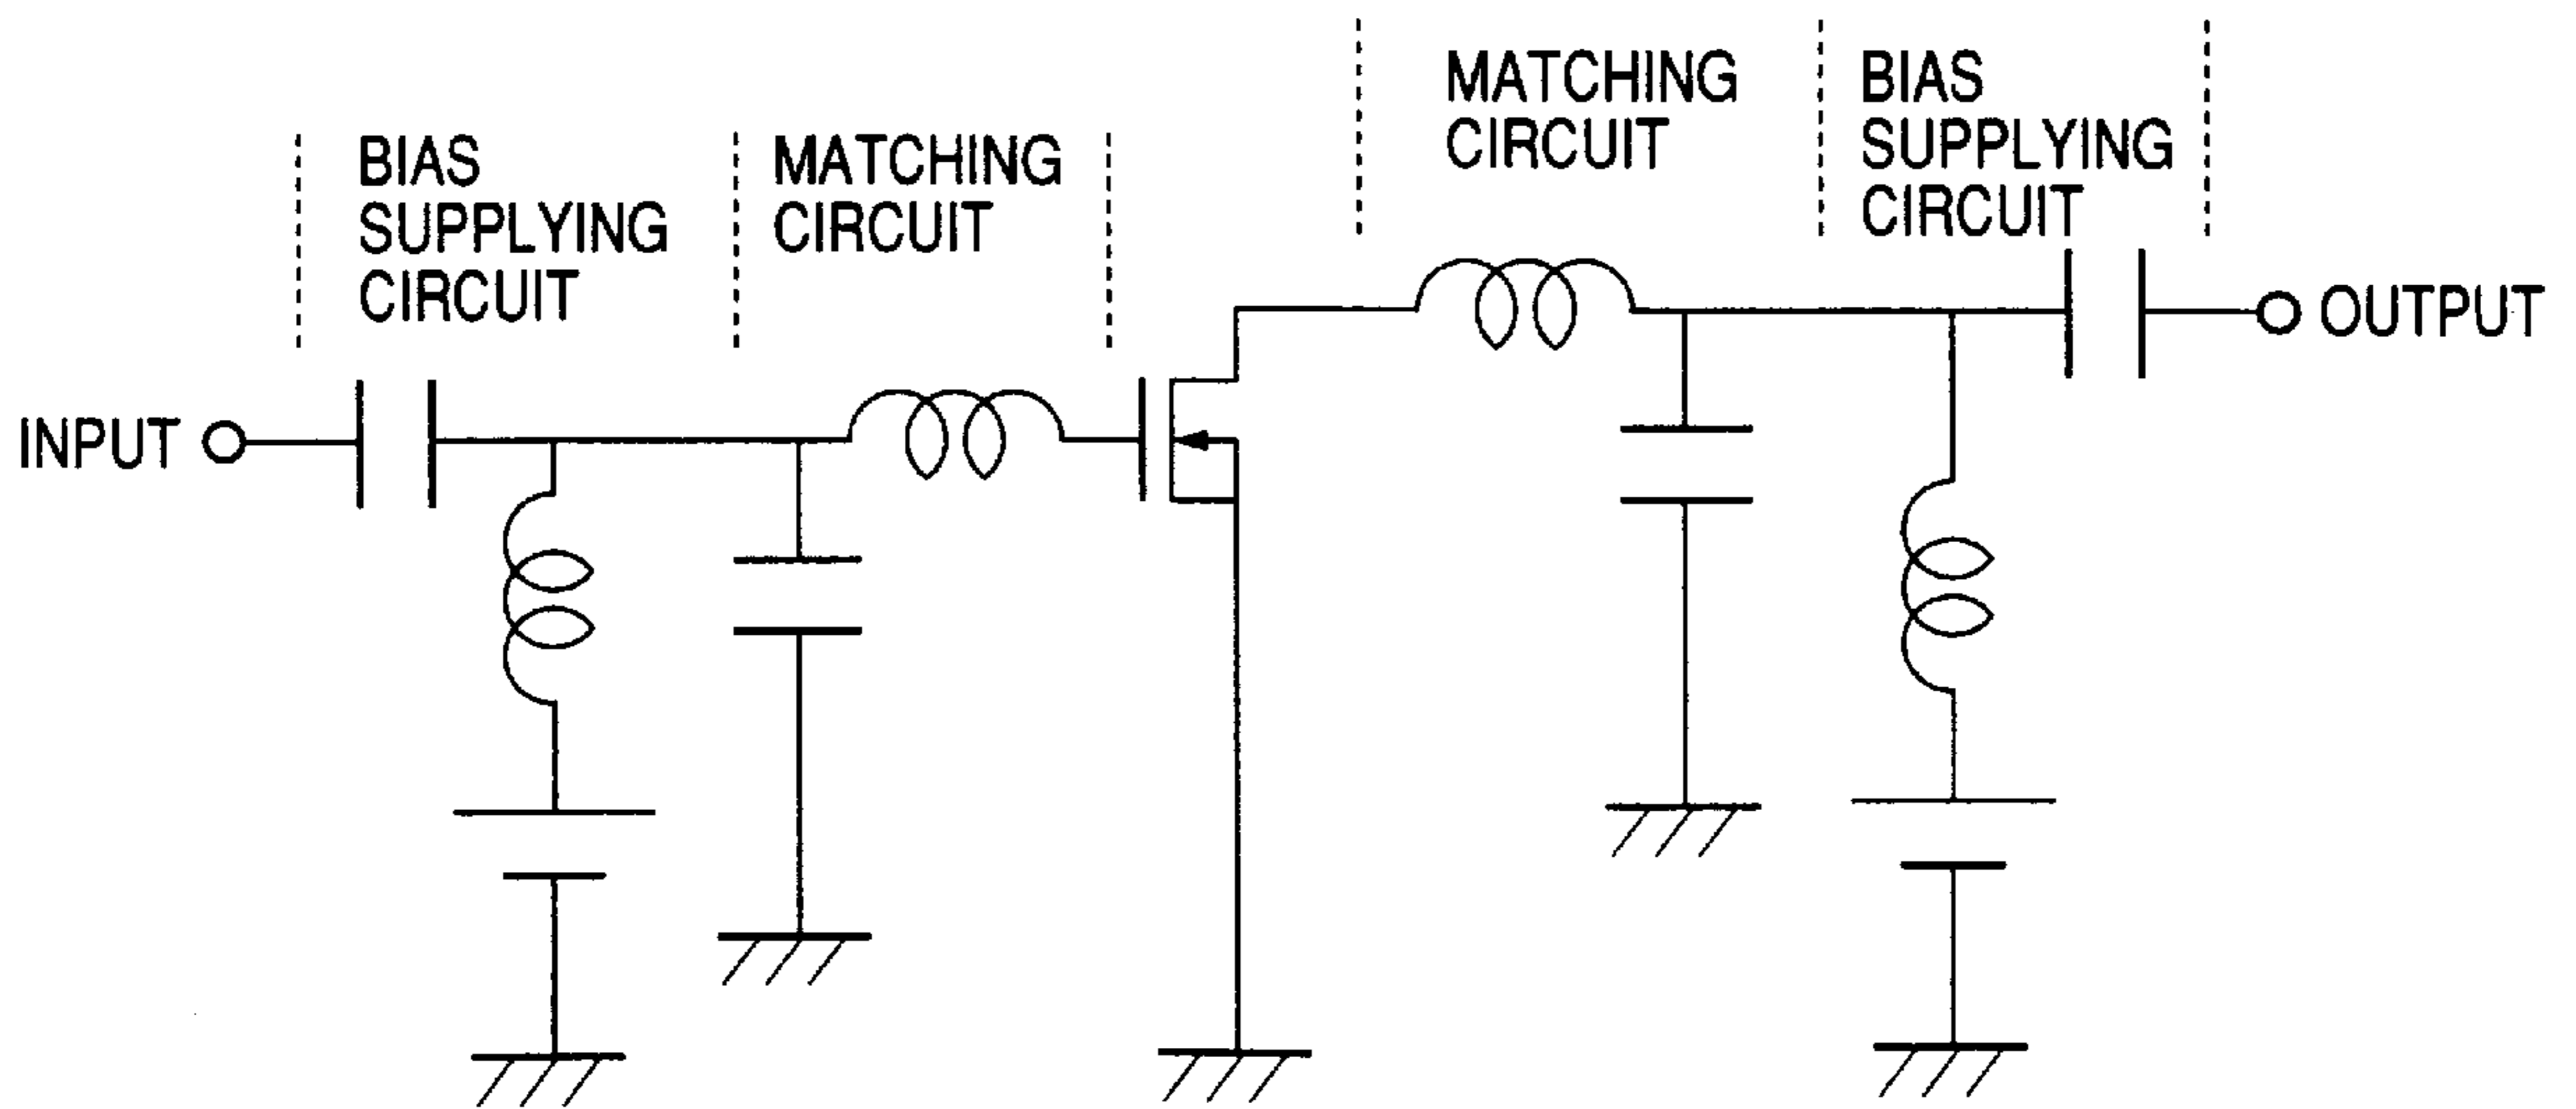 BIAS
SUPPLYING
CIRCUIT
MATCHING
CIRCUIT
MATCHING
CIRCUIT
BIAS
SUPPLYING
CIRCUIT
INPUT
OUTPUT